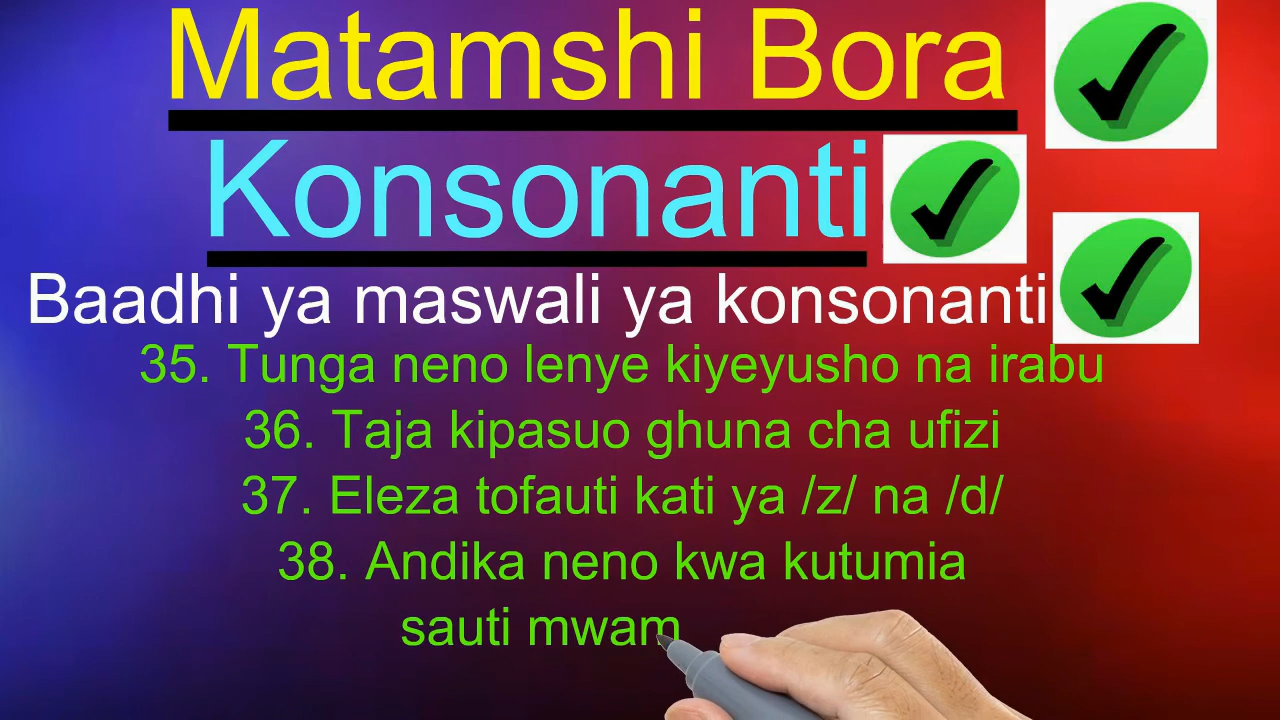 Matamshi Bora
Konsonanti
Baadhi ya maswali ya konsonanti
35. Tunga neno lenye kiyeyusho na irabu
36. Taja kipasuo ghuna cha ufizi
37. Eleza tofauti kati ya /z/ na /d/
38. Andika neno kwa kutumia
sauti mwam